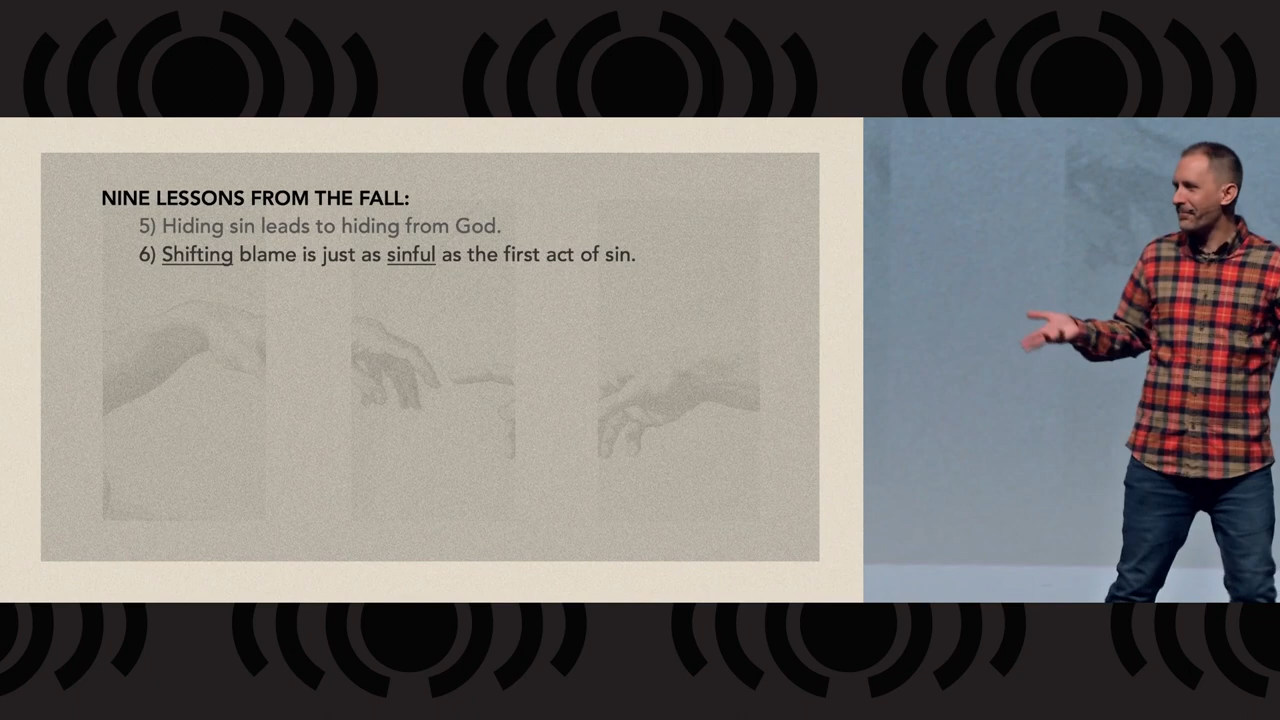 NINE LESSONS FROM THE FALL:
5) Hiding sin leads to hiding from God.
6) Shifting blame is just as sinful as the first act of sin.